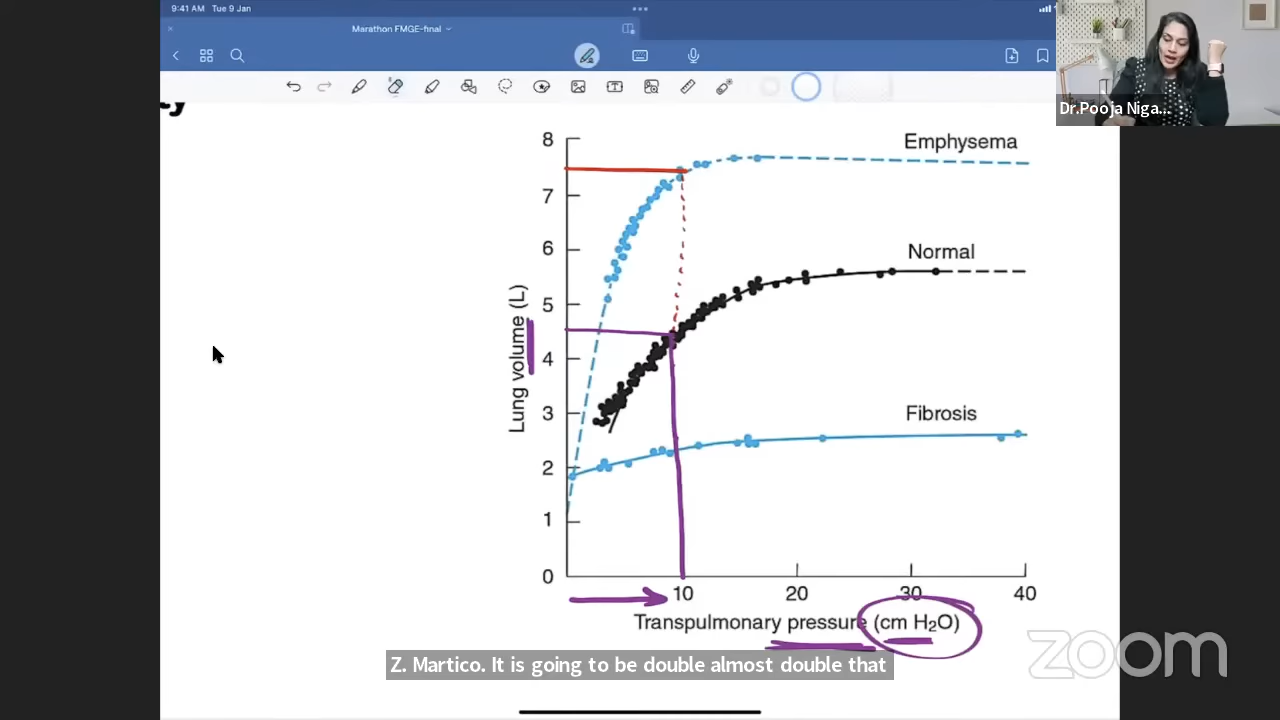 9:41 AM Tue 9 Jan
Marathon FMGE-final
Dr.Pooja Niga...
8
Emphysema
7
6
Normal
5
4
Lung volume (L)
3
Fibrosis
2
1
0
10
20
30
40
Transpulmonary pressure (cm H₂O)
zoom
Z. Martico. It is going to be double almost double that